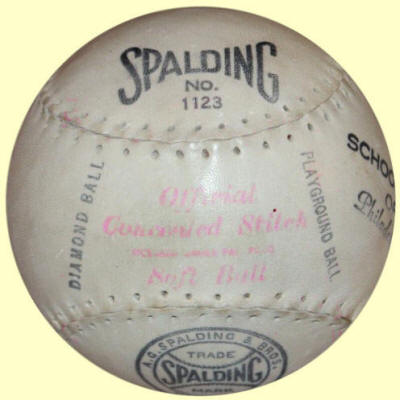 SPALDING
NO.
1123
DIAMOND BALL
Official
Concealed Stitch
Soft Ball
PLAYGROUND BALL
SCHOO
A.G. SPALDING & BROS.
TRADE
SPALDING
MARK